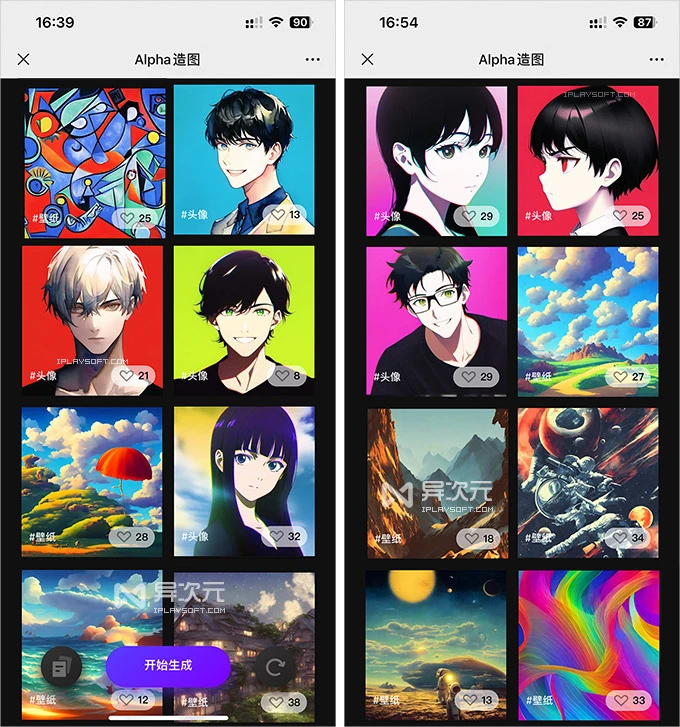 16:39
90
Alpha造图
#壁纸
25
#头像
13
IPLAYSOFT.COM
#头像
21
#头像
8
#壁纸
28
#头像
32
异次元
IPLAYSOFT.COM
开始生成
#壁纸
12
#壁纸
38
16:54
87
Alpha造图
IPLAYSOFT.COM
#头像
29
#头像
25
#头像
29
#壁纸
27
异次元
IPLAYSOFT.COM
#壁纸
18
#壁纸
34
#壁纸
13
#壁纸
33